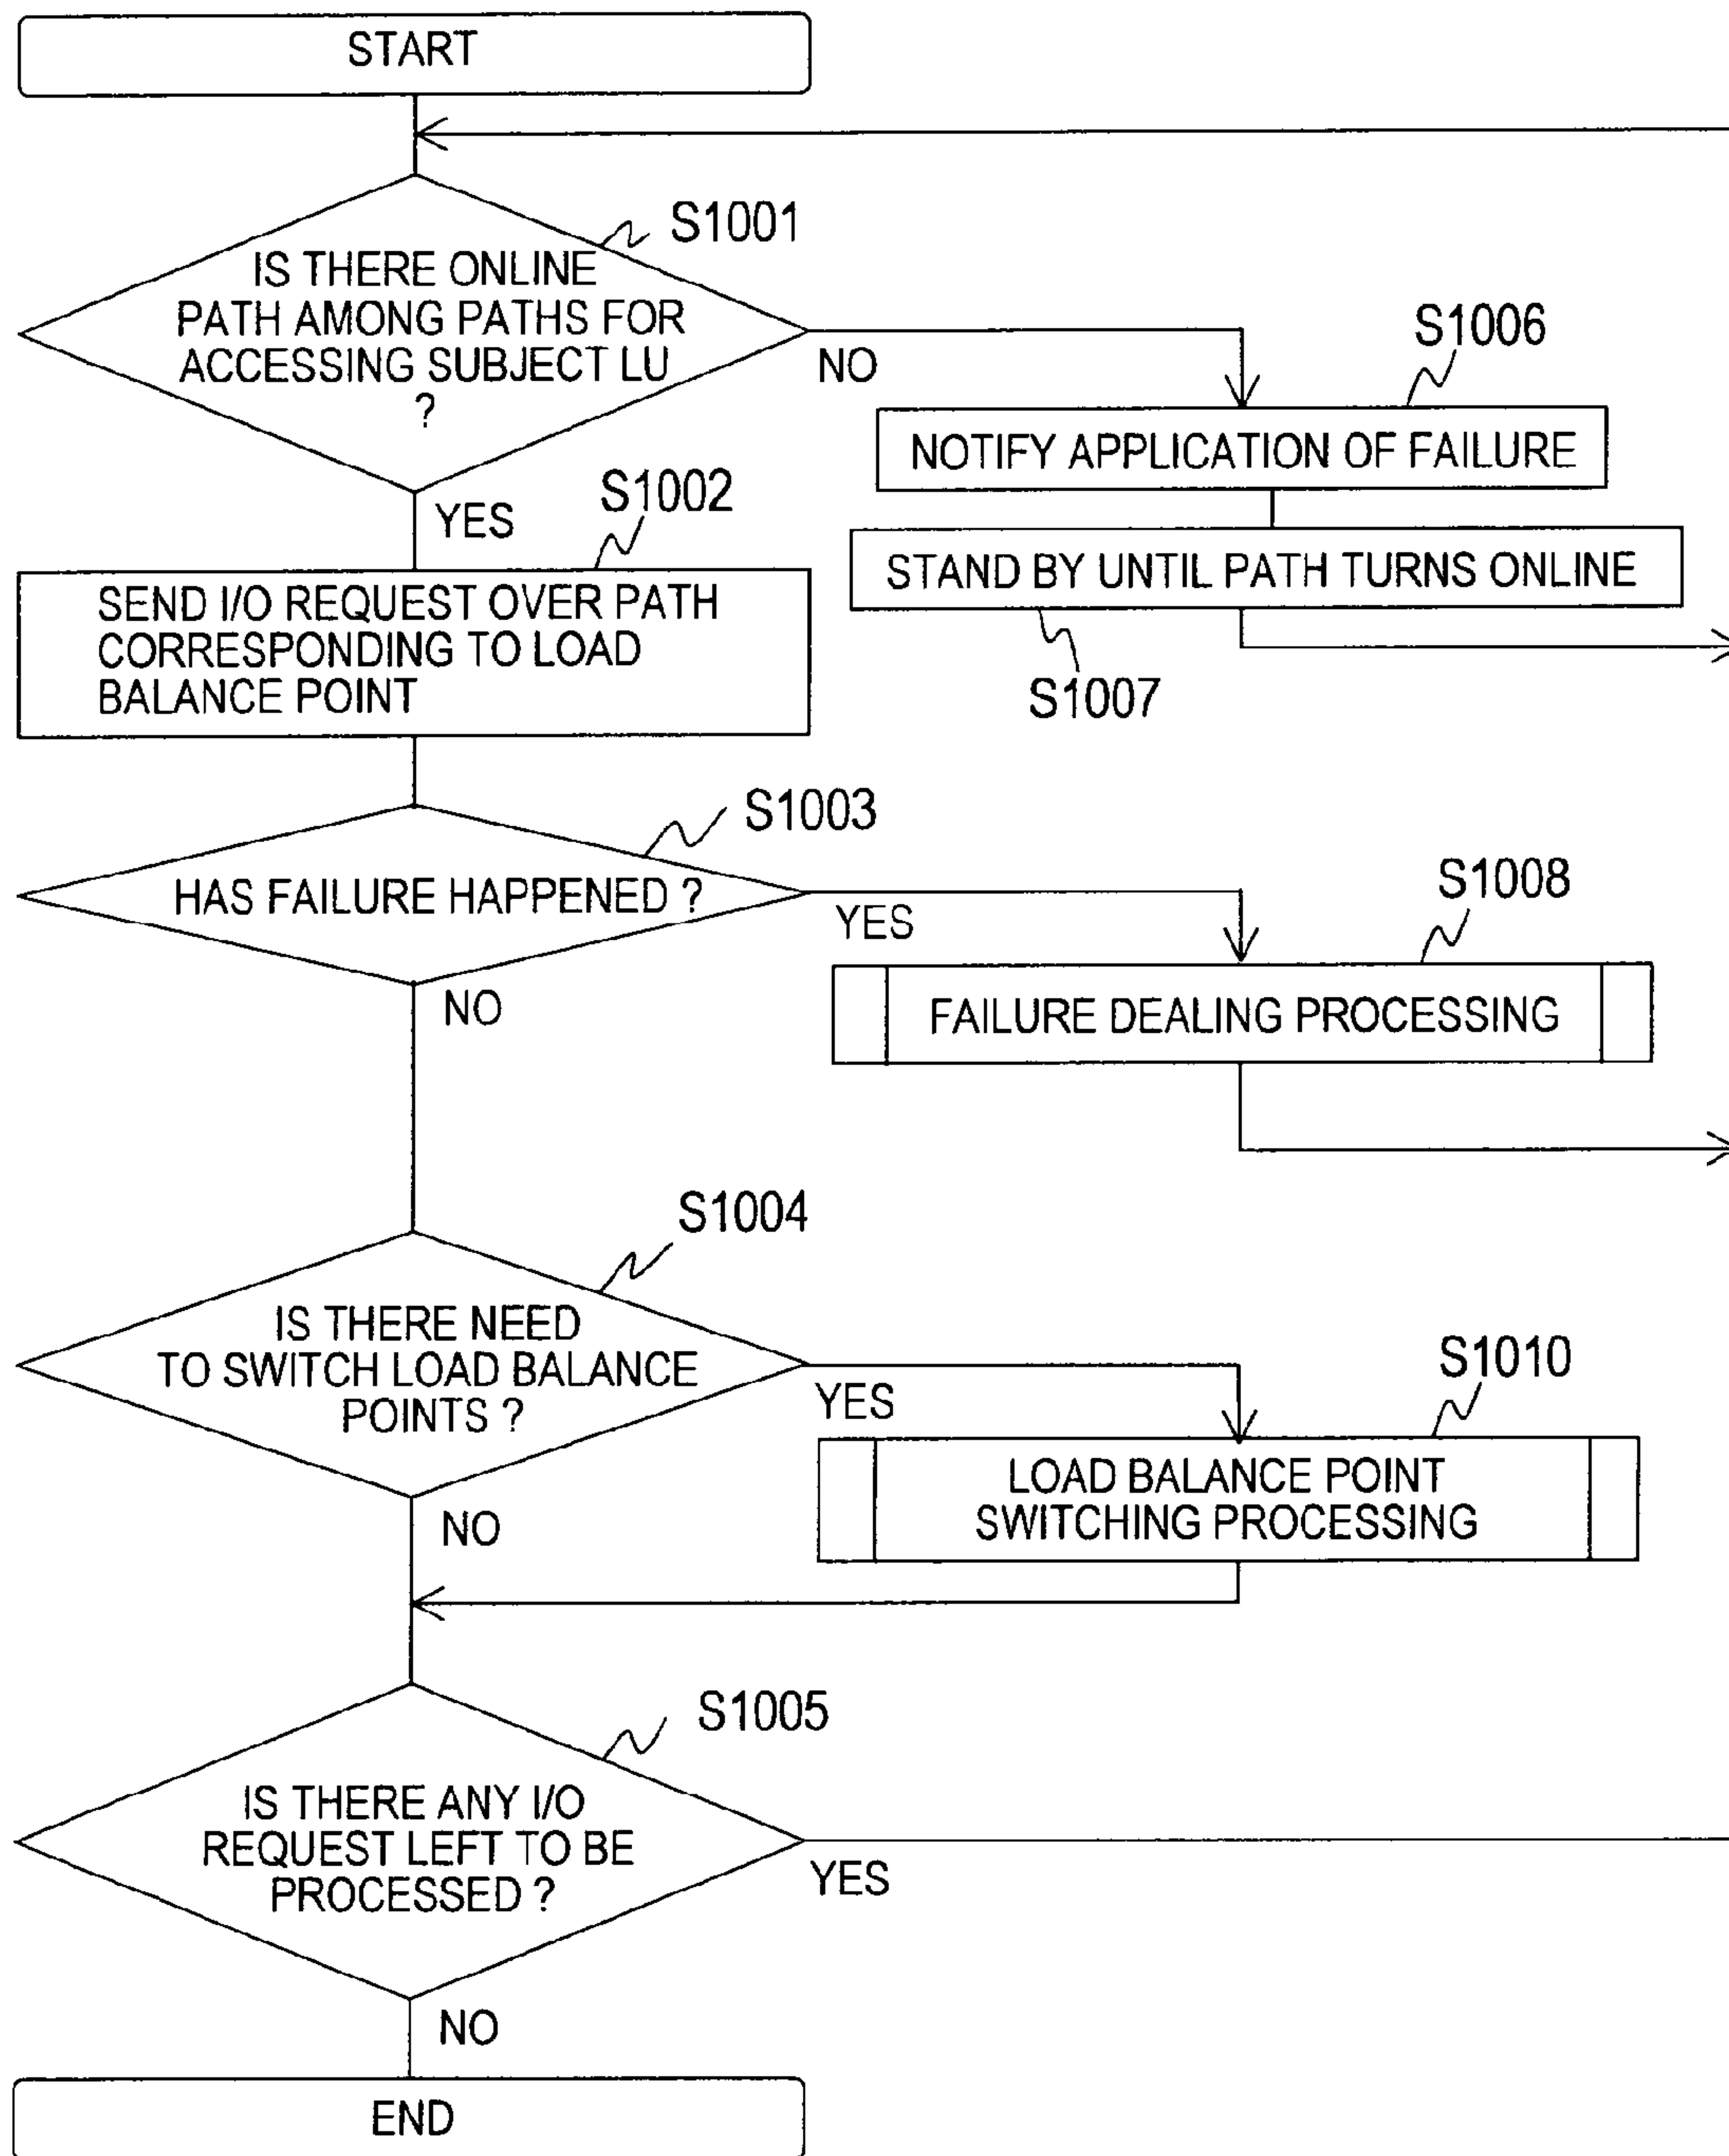 START
S1001
IS THERE ONLINE
PATH AMONG PATHS FOR
ACCESSING SUBJECT LU
?
NO
YES
S1006
NOTIFY APPLICATION OF FAILURE
STAND BY UNTIL PATH TURNS ONLINE
S1007
S1002
SEND I/O REQUEST OVER PATH
CORRESPONDING TO LOAD
BALANCE POINT
S1003
HAS FAILURE HAPPENED ?
YES
NO
S1008
FAILURE DEALING PROCESSING
S1004
IS THERE NEED
TO SWITCH LOAD BALANCE
POINTS ?
YES
NO
S1010
LOAD BALANCE POINT
SWITCHING PROCESSING
S1005
IS THERE ANY I/O
REQUEST LEFT TO BE
PROCESSED ?
YES
NO
END